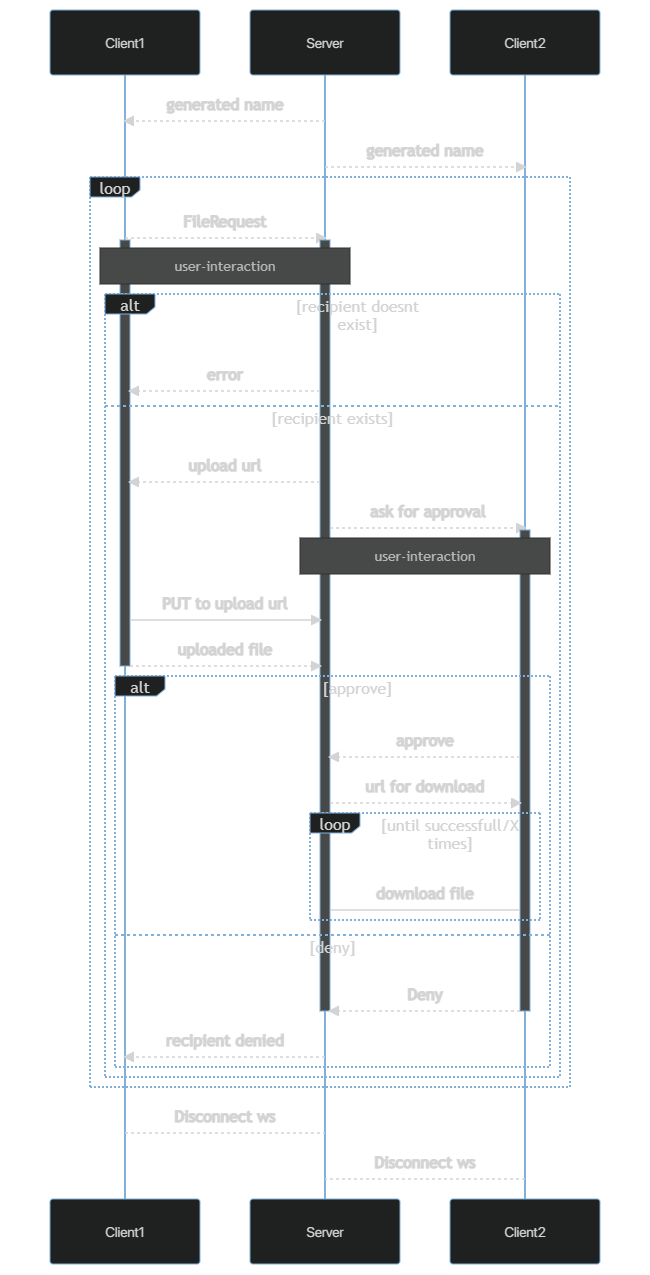 Client1
Server
Client2
generated name
generated name
loop
FileRequest
user-interaction
alt
[recipient doesnt
exist]
error
[recipient exists]
upload url
ask for approval
user-interaction
PUT to upload url
uploaded file
alt
[approve]
approve
url for download
loop
[until successfull/X
times]
download file
[deny]
Deny
recipient denied
Disconnect ws
Disconnect ws
Client1
Server
Client2